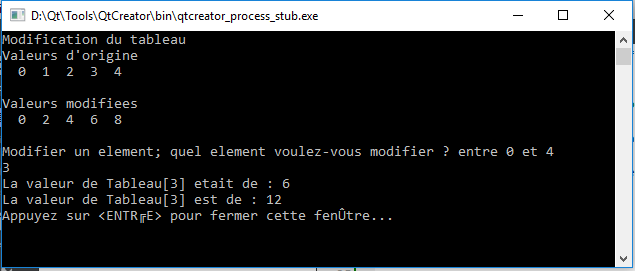 D:\Qt\Tools\QtCreator\bin\qtcreator_process_stub.exe
Modification du tableau
Valeurs d'origine
0 1 2 3 4
Valeurs modifiees
0 2 4 6 8
Modifier un element; quel element voulez-vous modifier ? entre 0 et 4
3
La valeur de Tableau[3] etait de : 6
La valeur de Tableau[3] est de : 12
Appuyez sur <ENTR╔E> pour fermer cette fenÛtre...